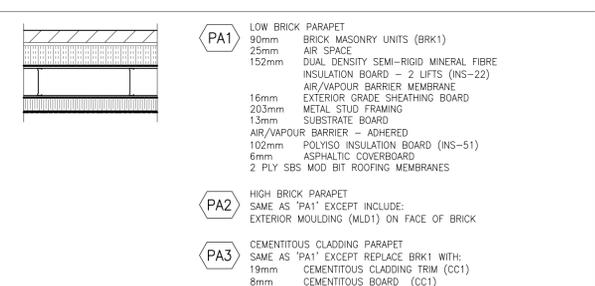 PA1
LOW BRICK PARAPET
90mm BRICK MASONRY UNITS (BRK1)
25mm AIR SPACE
152mm DUAL DENSITY SEMI-RIGID MINERAL FIBRE
INSULATION BOARD - 2 LIFTS (INS-22)
AIR/VAPOUR BARRIER MEMBRANE
16mm EXTERIOR GRADE SHEATHING BOARD
203mm METAL STUD FRAMING
13mm SUBSTRATE BOARD
AIR/VAPOUR BARRIER - ADHERED
102mm POLYISO INSULATION BOARD (INS-51)
6mm ASPHALTIC COVERBOARD
2 PLY SBS MOD BIT ROOFING MEMBRANES
PA2
HIGH BRICK PARAPET
SAME AS 'PA1' EXCEPT INCLUDE:
EXTERIOR MOULDING (MLD1) ON FACE OF BRICK
PA3
CEMENTITOUS CLADDING PARAPET
SAME AS 'PA1' EXCEPT REPLACE BRK1 WITH:
19mm CEMENTITOUS CLADDING TRIM (CC1)
8mm CEMENTITOUS BOARD (CC1)